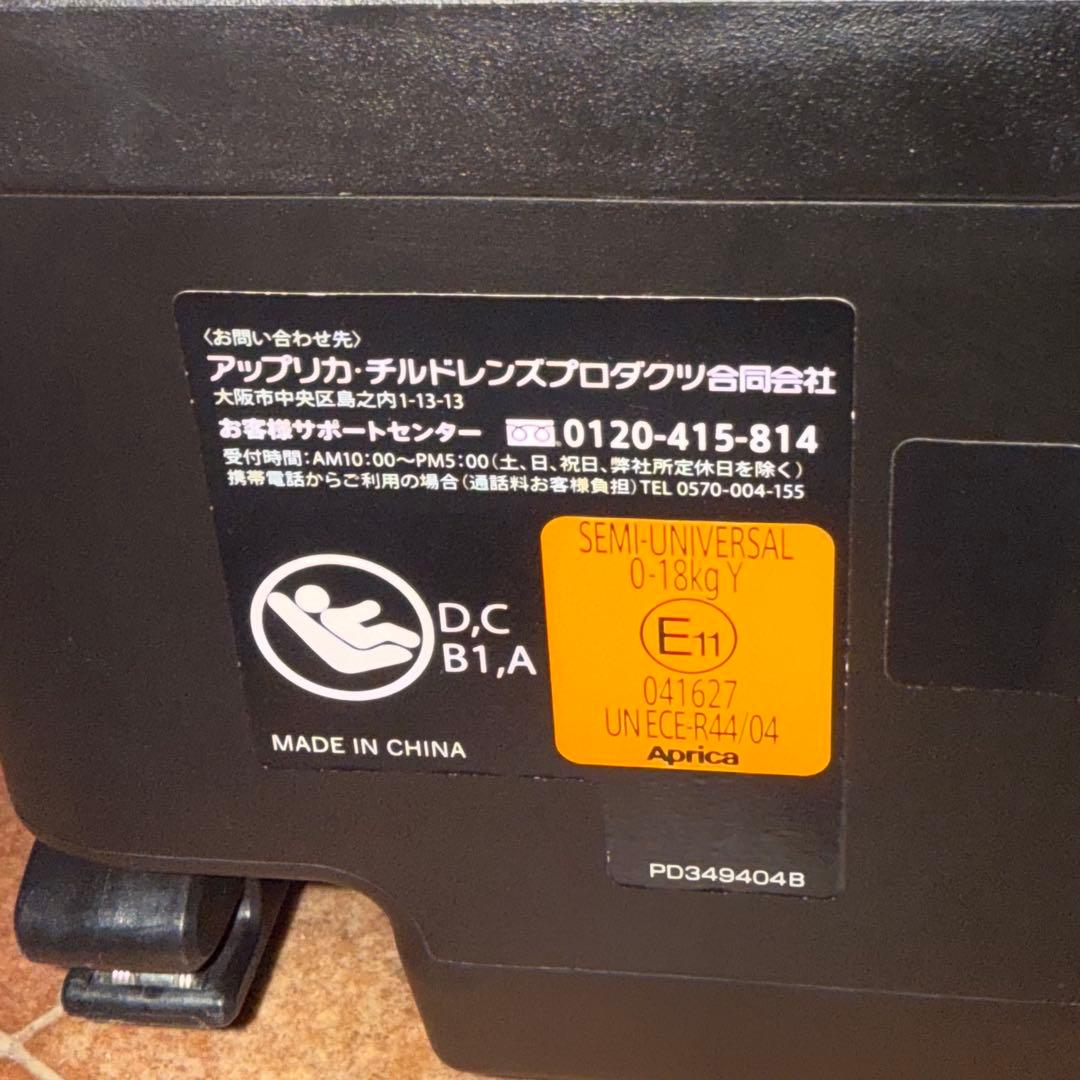 〈お問い合わせ先〉
アップリカ・チルドレンズプロダクツ合同会社
大阪市中央区島之内1-13-13
お客様サポートセンター 0120-415-814
受付時間:AM10:00〜PM5:00(土、日、祝日、弊社所定休日を除く)
携帯電話からご利用の場合(通話料お客様負担)TEL 0570-004-155
SEMI-UNIVERSAL
0-18kg Y
E11
041627
UN ECE-R44/04
Aprica
D,C
B1,A
MADE IN CHINA
PD349404B